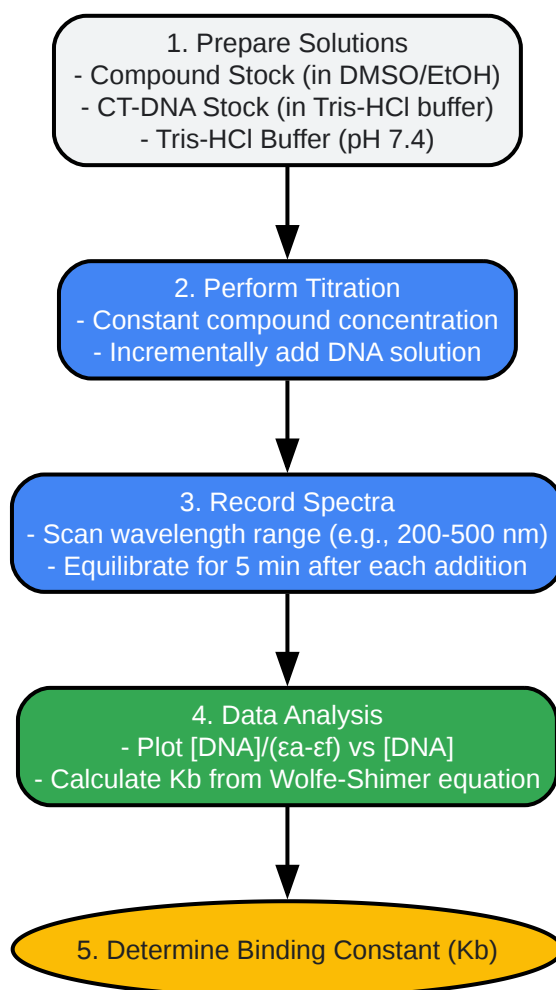 1. Prepare Solutions
- Compound Stock (in DMSO/EtOH)
- CT-DNA Stock (in Tris-HCl buffer)
- Tris-HCl Buffer (pH 7.4)
2. Perform Titration
- Constant compound concentration
- Incrementally add DNA solution
3. Record Spectra
- Scan wavelength range (e.g., 200-500 nm)
- Equilibrate for 5 min after each addition
4. Data Analysis
- Plot [DNA]/(εa-εf) vs [DNA]
- Calculate Kb from Wolfe-Shimer equation
5. Determine Binding Constant (Kb)